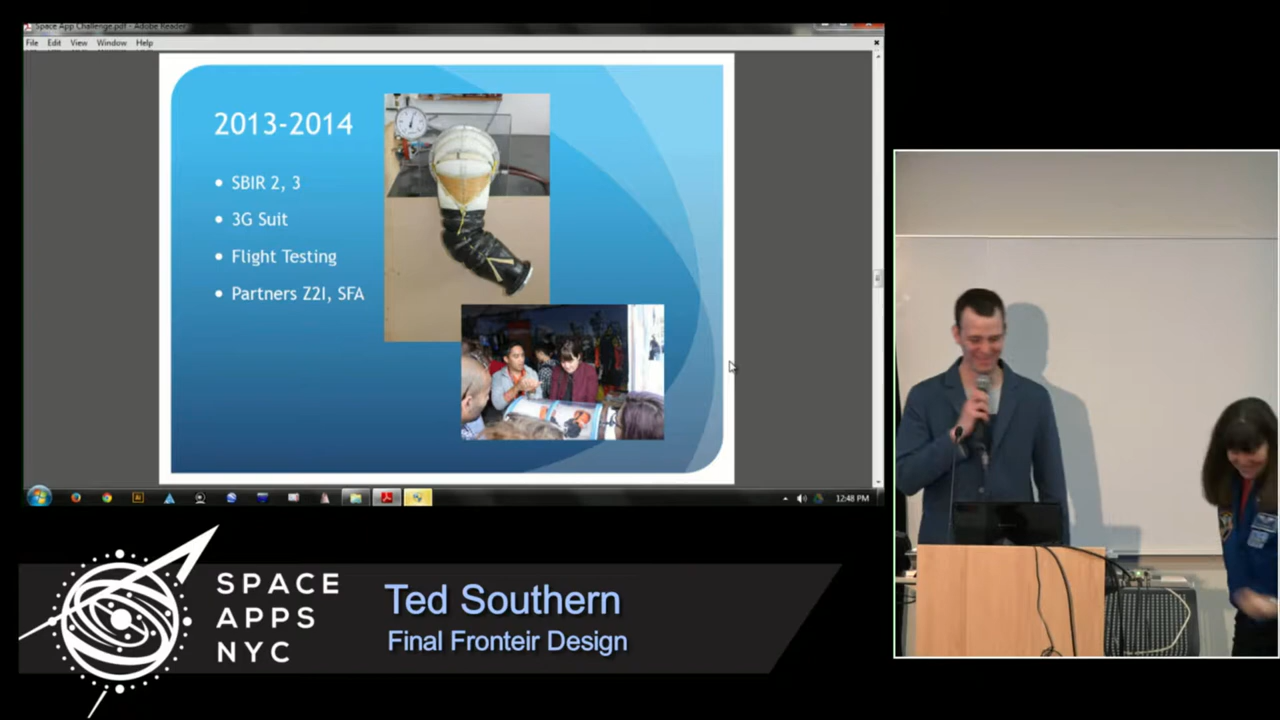 Space App Challenge.pdf - Adobe Reader
File Edit View Window Help
2013-2014
• SBIR 2, 3
• 3G Suit
• Flight Testing
• Partners Z2I, SFA
12:48 PM
SPACE
APPS
NYC
Ted Southern
Final Fronteir Design